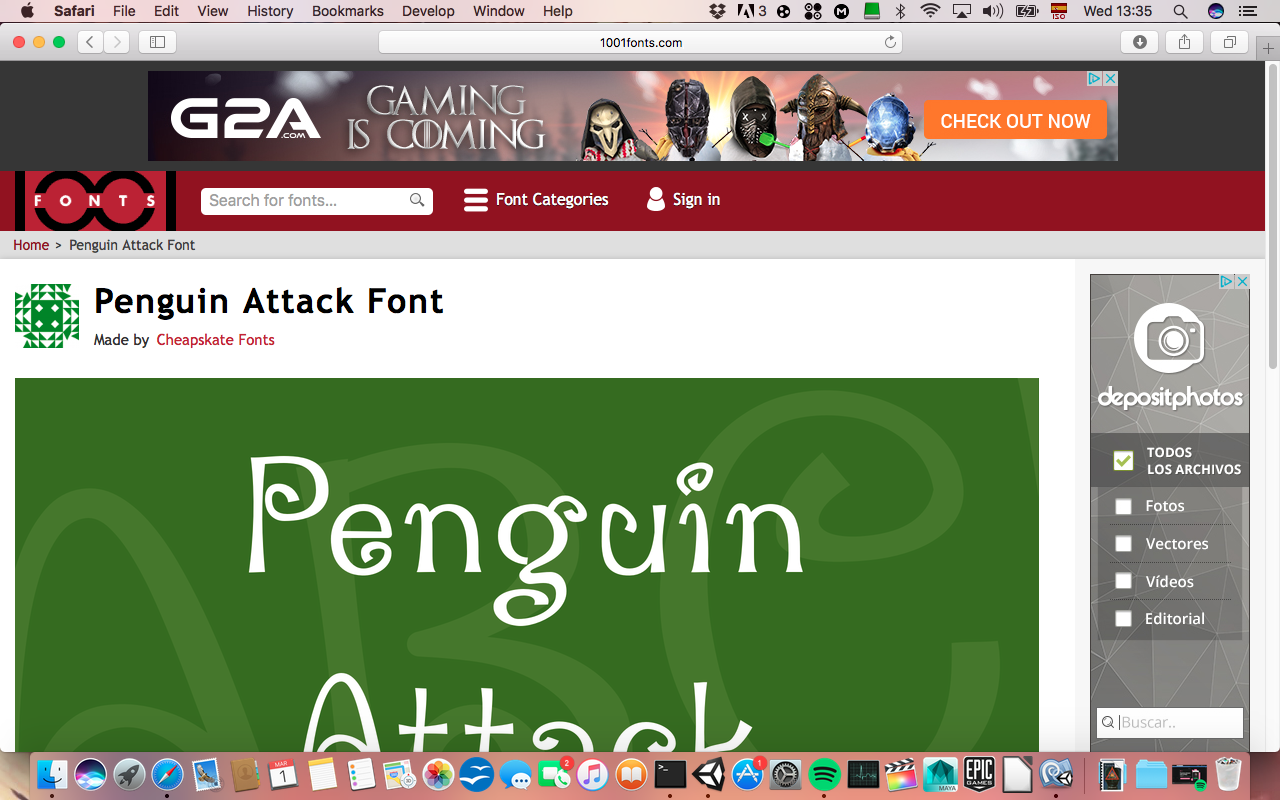 Safari File Edit View History Bookmarks Develop Window Help 3 ISO Wed 13:35
1001fonts.com
G2A.COM
GAMING
IS COMING
CHECK OUT NOW
FONTS
Search for fonts...
Font Categories
Sign in
Home > Penguin Attack Font
Penguin Attack Font
Made by Cheapskate Fonts
ABC
Penguin
Attack
depositphotos
TODOS
LOS ARCHIVOS
Fotos
Vectores
Vídeos
Editorial
Buscar..
MAR
1
2
1
MAYA
EPIC
GAMES